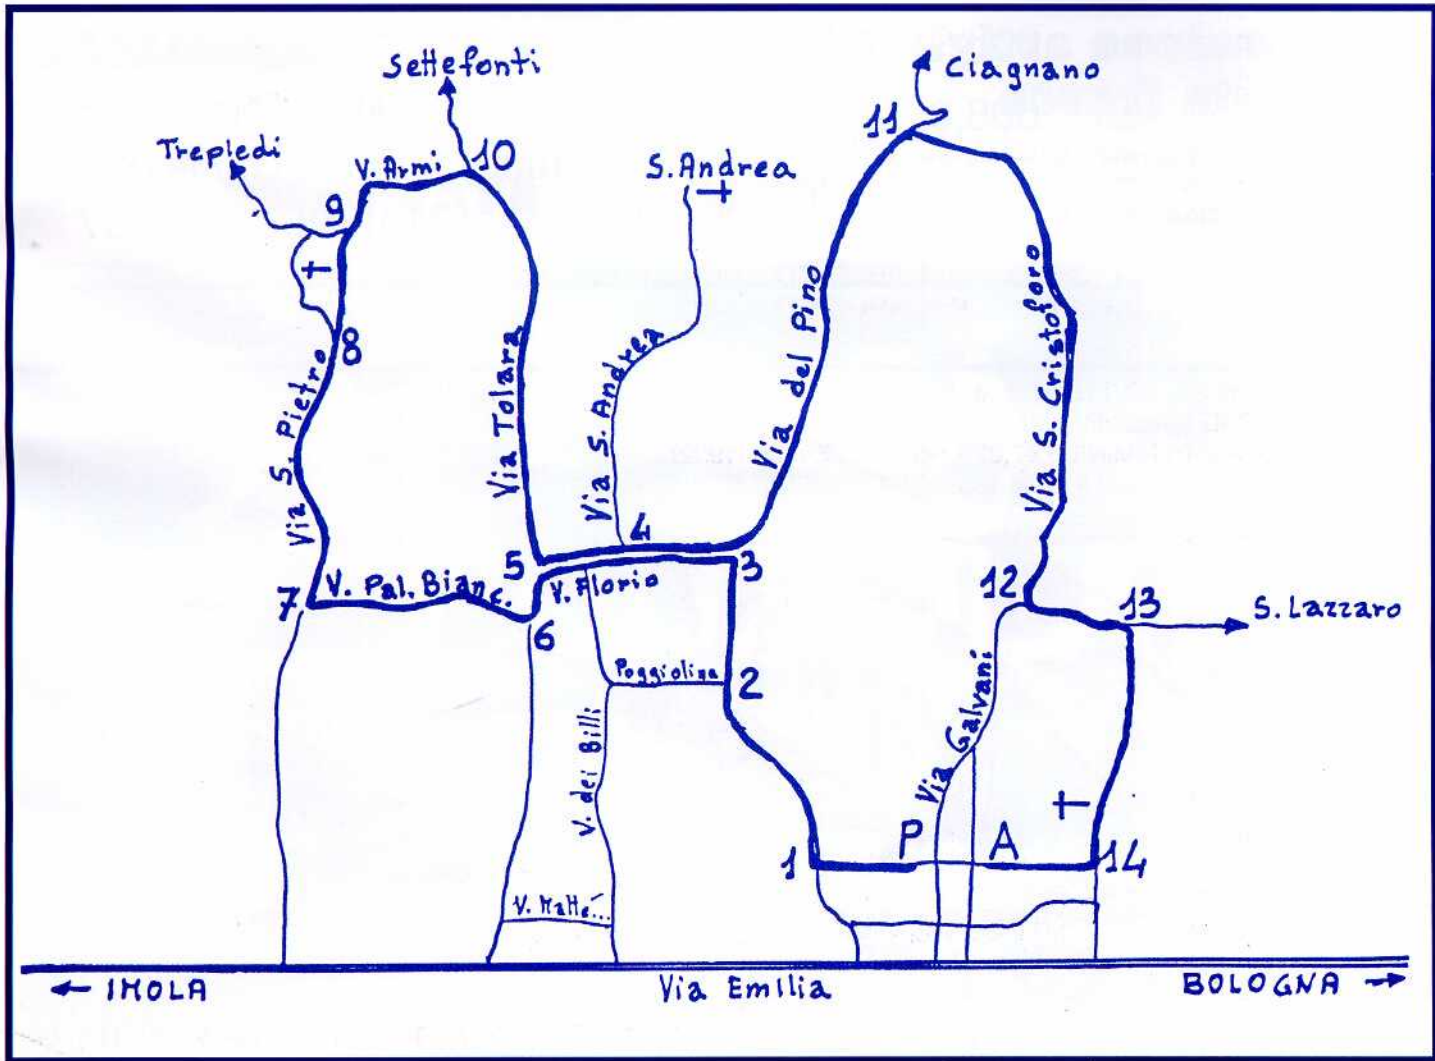 Settefonti
Ciagnano
Trepiedi
V. Armi
10
11
S. Andrea
9
8
Via S. Pietro
Via Tolara
Via S. Andrea
Via del Pino
Via S. Cristoforo
4
5
3
7
V. Pal. Bianc.
V. Florio
6
12
13
S. Lazzaro
Poggiolina
2
V. dei Billi
Via Galvani
1
P
A
14
V. Matté...
← IMOLA
Via Emilia
BOLOGNA →